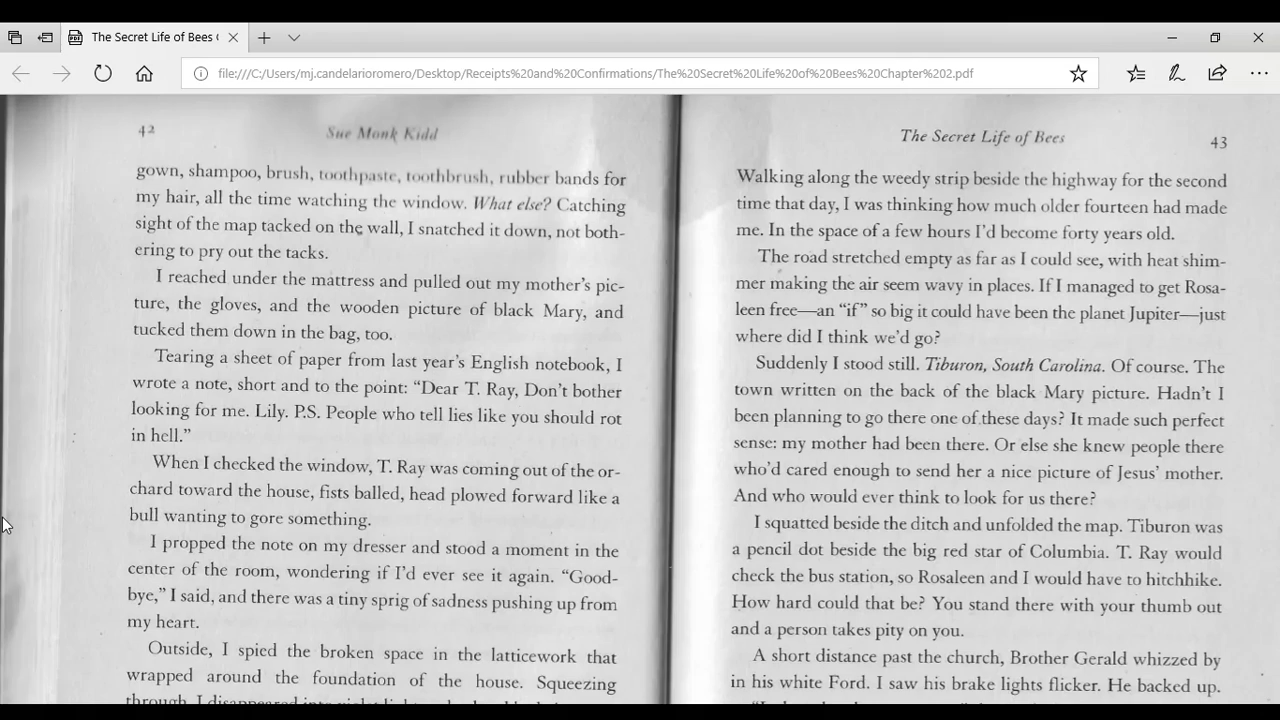 The Secret Life of Bees
file:///C:/Users/mj.candelarioromero/Desktop/Receipts%20and%20Confirmations/The%20Secret%20Life%20of%20Bees%20Chapter%202.pdf
42
Sue Monk Kidd
gown, shampoo, brush, toothpaste, toothbrush, rubber bands for
my hair, all the time watching the window. What else? Catching
sight of the map tacked on the wall, I snatched it down, not both-
ering to pry out the tacks.
I reached under the mattress and pulled out my mother's pic-
ture, the gloves, and the wooden picture of black Mary, and
tucked them down in the bag, too.
Tearing a sheet of paper from last year's English notebook, I
wrote a note, short and to the point: "Dear T. Ray, Don't bother
looking for me. Lily. P.S. People who tell lies like you should rot
in hell."
When I checked the window, T. Ray was coming out of the or-
chard toward the house, fists balled, head plowed forward like a
bull wanting to gore something.
I propped the note on my dresser and stood a moment in the
center of the room, wondering if I'd ever see it again. "Good-
bye," I said, and there was a tiny sprig of sadness pushing up from
my heart.
Outside, I spied the broken space in the latticework that
wrapped around the foundation of the house. Squeezing
through, I disappeared into violet light
The Secret Life of Bees
43
Walking along the weedy strip beside the highway for the second
time that day, I was thinking how much older fourteen had made
me. In the space of a few hours I'd become forty years old.
The road stretched empty as far as I could see, with heat shim-
mer making the air seem wavy in places. If I managed to get Rosa-
leen free—an "if" so big it could have been the planet Jupiter—just
where did I think we'd go?
Suddenly I stood still. Tiburon, South Carolina. Of course. The
town written on the back of the black Mary picture. Hadn't I
been planning to go there one of these days? It made such perfect
sense: my mother had been there. Or else she knew people there
who'd cared enough to send her a nice picture of Jesus' mother.
And who would ever think to look for us there?
I squatted beside the ditch and unfolded the map. Tiburon was
a pencil dot beside the big red star of Columbia. T. Ray would
check the bus station, so Rosaleen and I would have to hitchhike.
How hard could that be? You stand there with your thumb out
and a person takes pity on you.
A short distance past the church, Brother Gerald whizzed by
in his white Ford. I saw his brake lights flicker. He backed up.